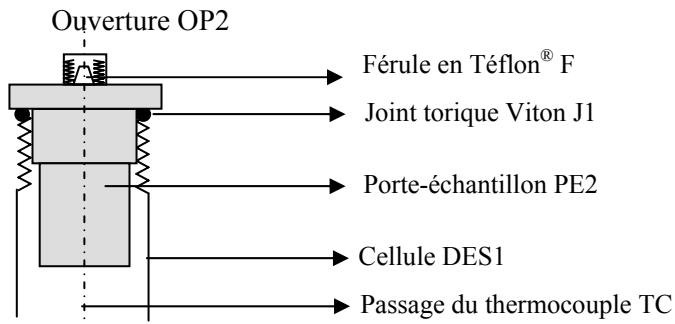 Ouverture OP2
Férule en Téflon® F
Joint torique Viton J1
Porte-échantillon PE2
Cellule DES1
Passage du thermocouple TC